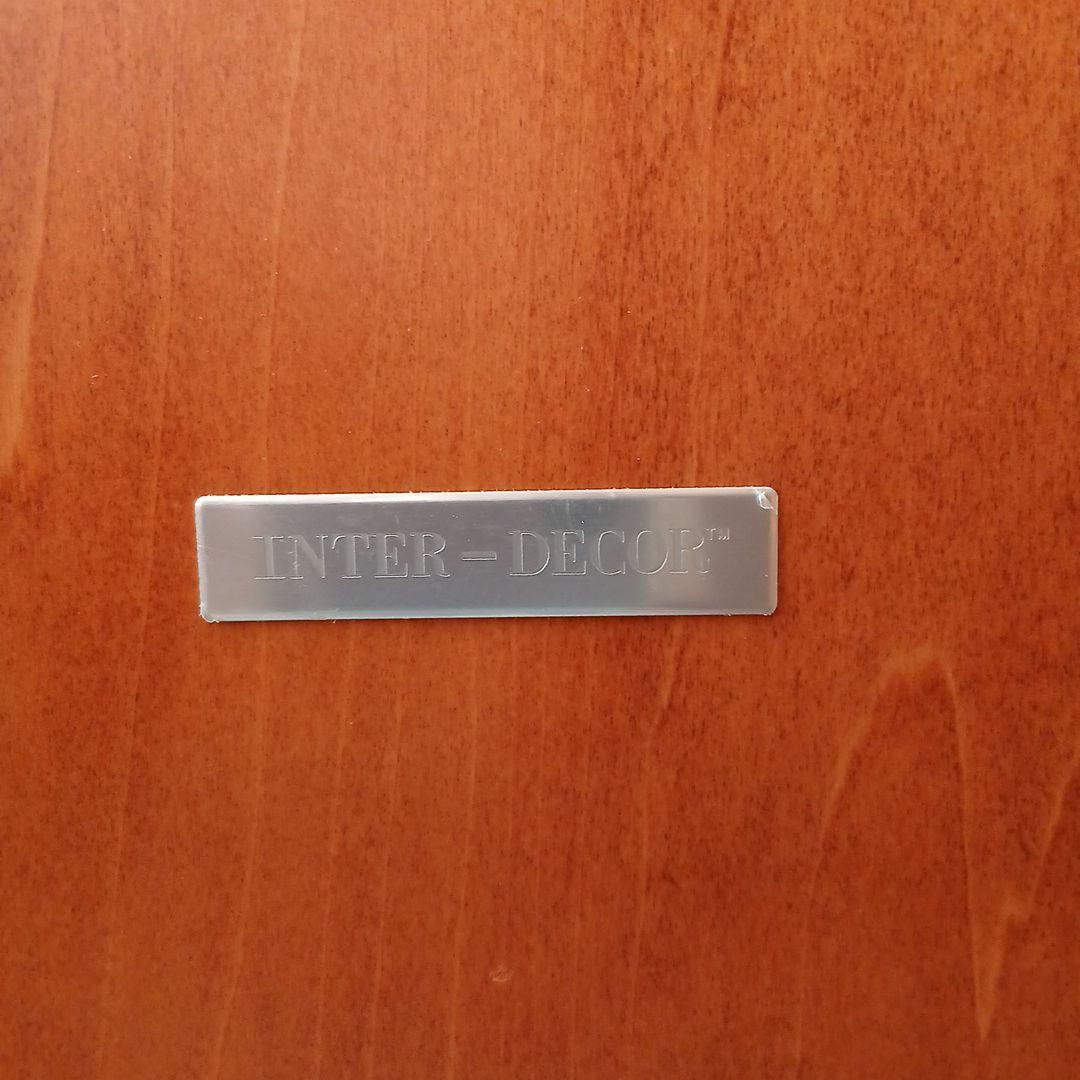 INTER – DECOR™